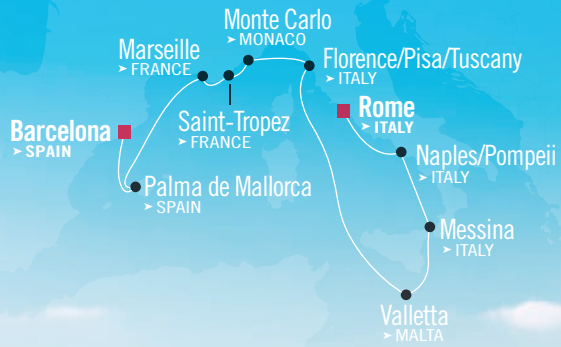 Monte Carlo
➤ MONACO
Marseille
➤ FRANCE
Florence/Pisa/Tuscany
➤ ITALY
Saint-Tropez
➤ FRANCE
Rome
➤ ITALY
Barcelona
➤ SPAIN
Naples/Pompeii
➤ ITALY
Palma de Mallorca
➤ SPAIN
Messina
➤ ITALY
Valletta
➤ MALTA